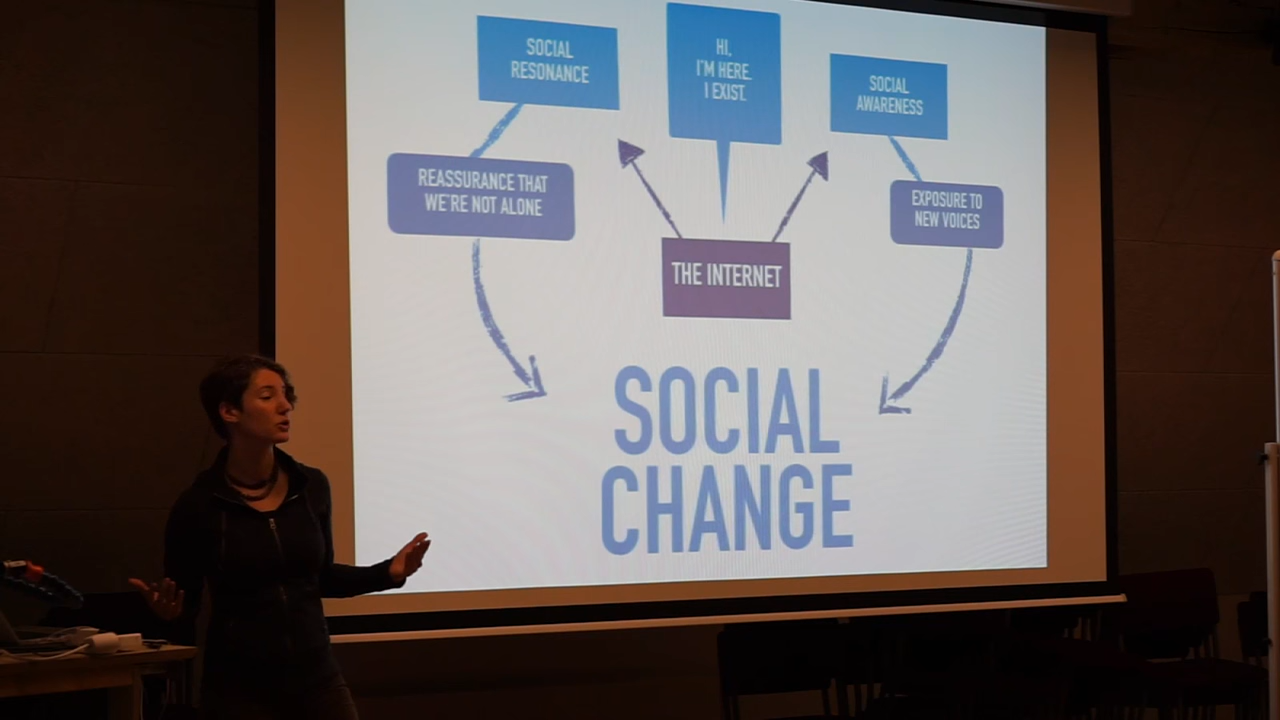 SOCIAL
RESONANCE
HI,
I'M HERE.
I EXIST.
SOCIAL
AWARENESS
REASSURANCE THAT
WE'RE NOT ALONE
EXPOSURE TO
NEW VOICES
THE INTERNET
SOCIAL
CHANGE